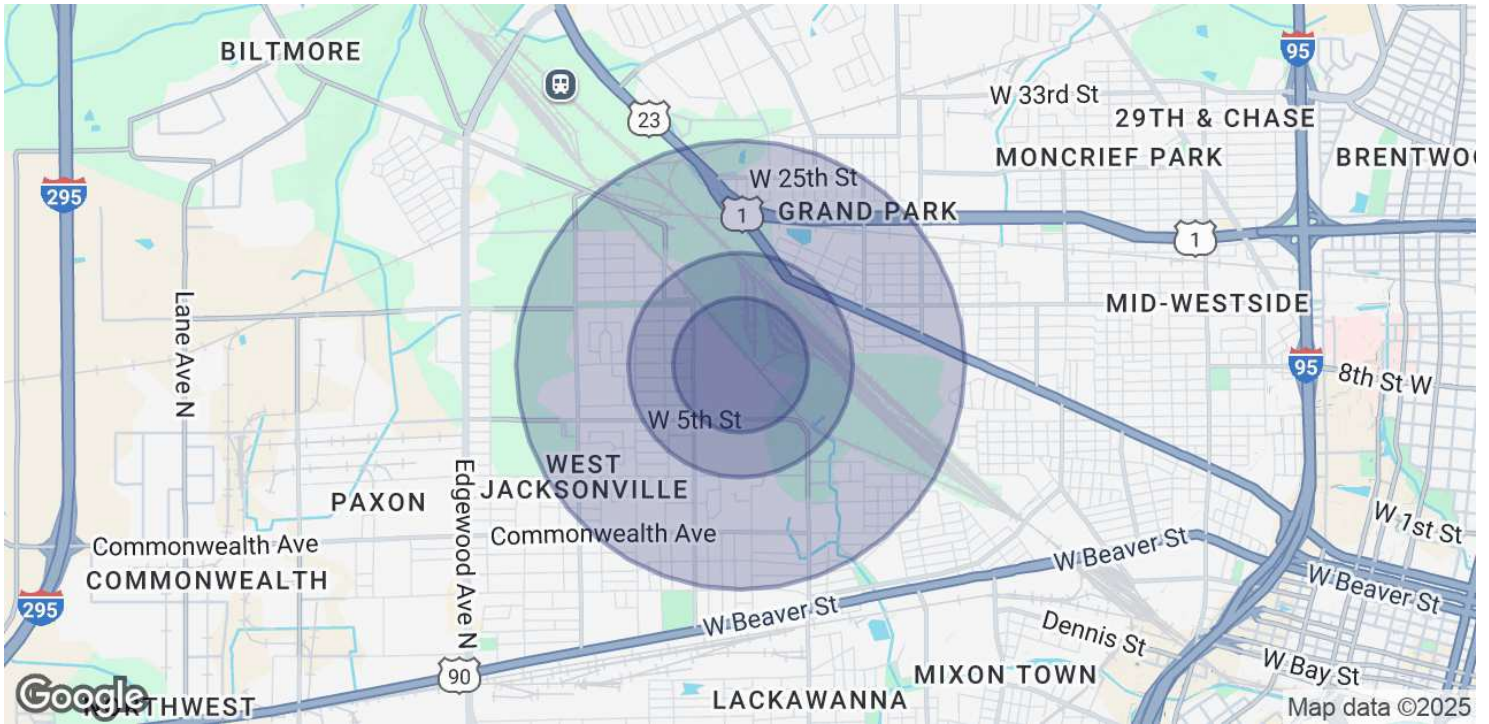 BILTMORE
95
W 33rd St
23
29TH & CHASE
MONCRIEF PARK
BRENTWOO
W 25th St
295
1
GRAND PARK
1
Lane Ave N
MID-WESTSIDE
95
8th St W
W 5th St
WEST
JACKSONVILLE
PAXON
Edgewood Ave N
W 1st St
Commonwealth Ave
Commonwealth Ave
W Beaver St
COMMONWEALTH
W Beaver St
295
W Beaver St
Dennis St
90
MIXON TOWN
W Bay St
Google
NORTHWEST
LACKAWANNA
Map data ©2025